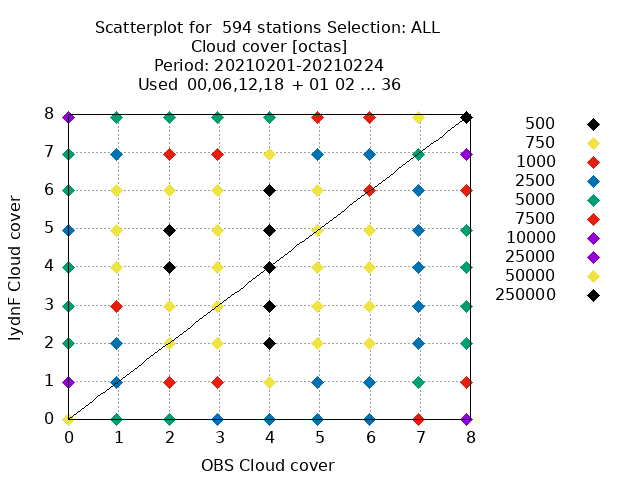 Scatterplot for  594 stations Selection: ALL
Cloud cover [octas]
Period: 20210201-20210224
Used  00,06,12,18  + 01 02 ... 36
8
7
6
5
4
3
2
1
0
0 1 2 3 4 5 6 7 8
IydnF Cloud cover
OBS Cloud cover
500
750
1000
2500
5000
7500
10000
25000
50000
250000